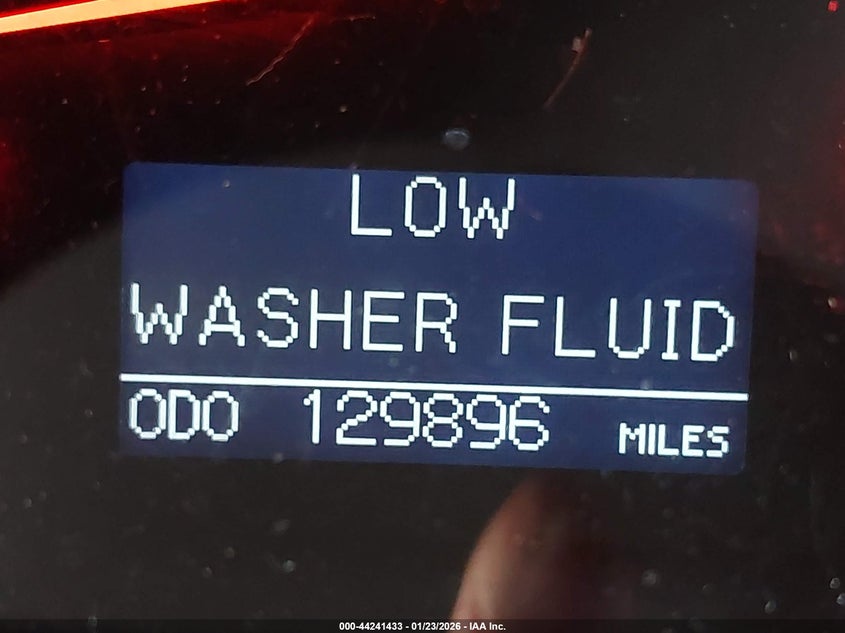 LOW
WASHER FLUID
ODO 129896 MILES
000-44241433 - 01/23/2026 - IAA Inc.